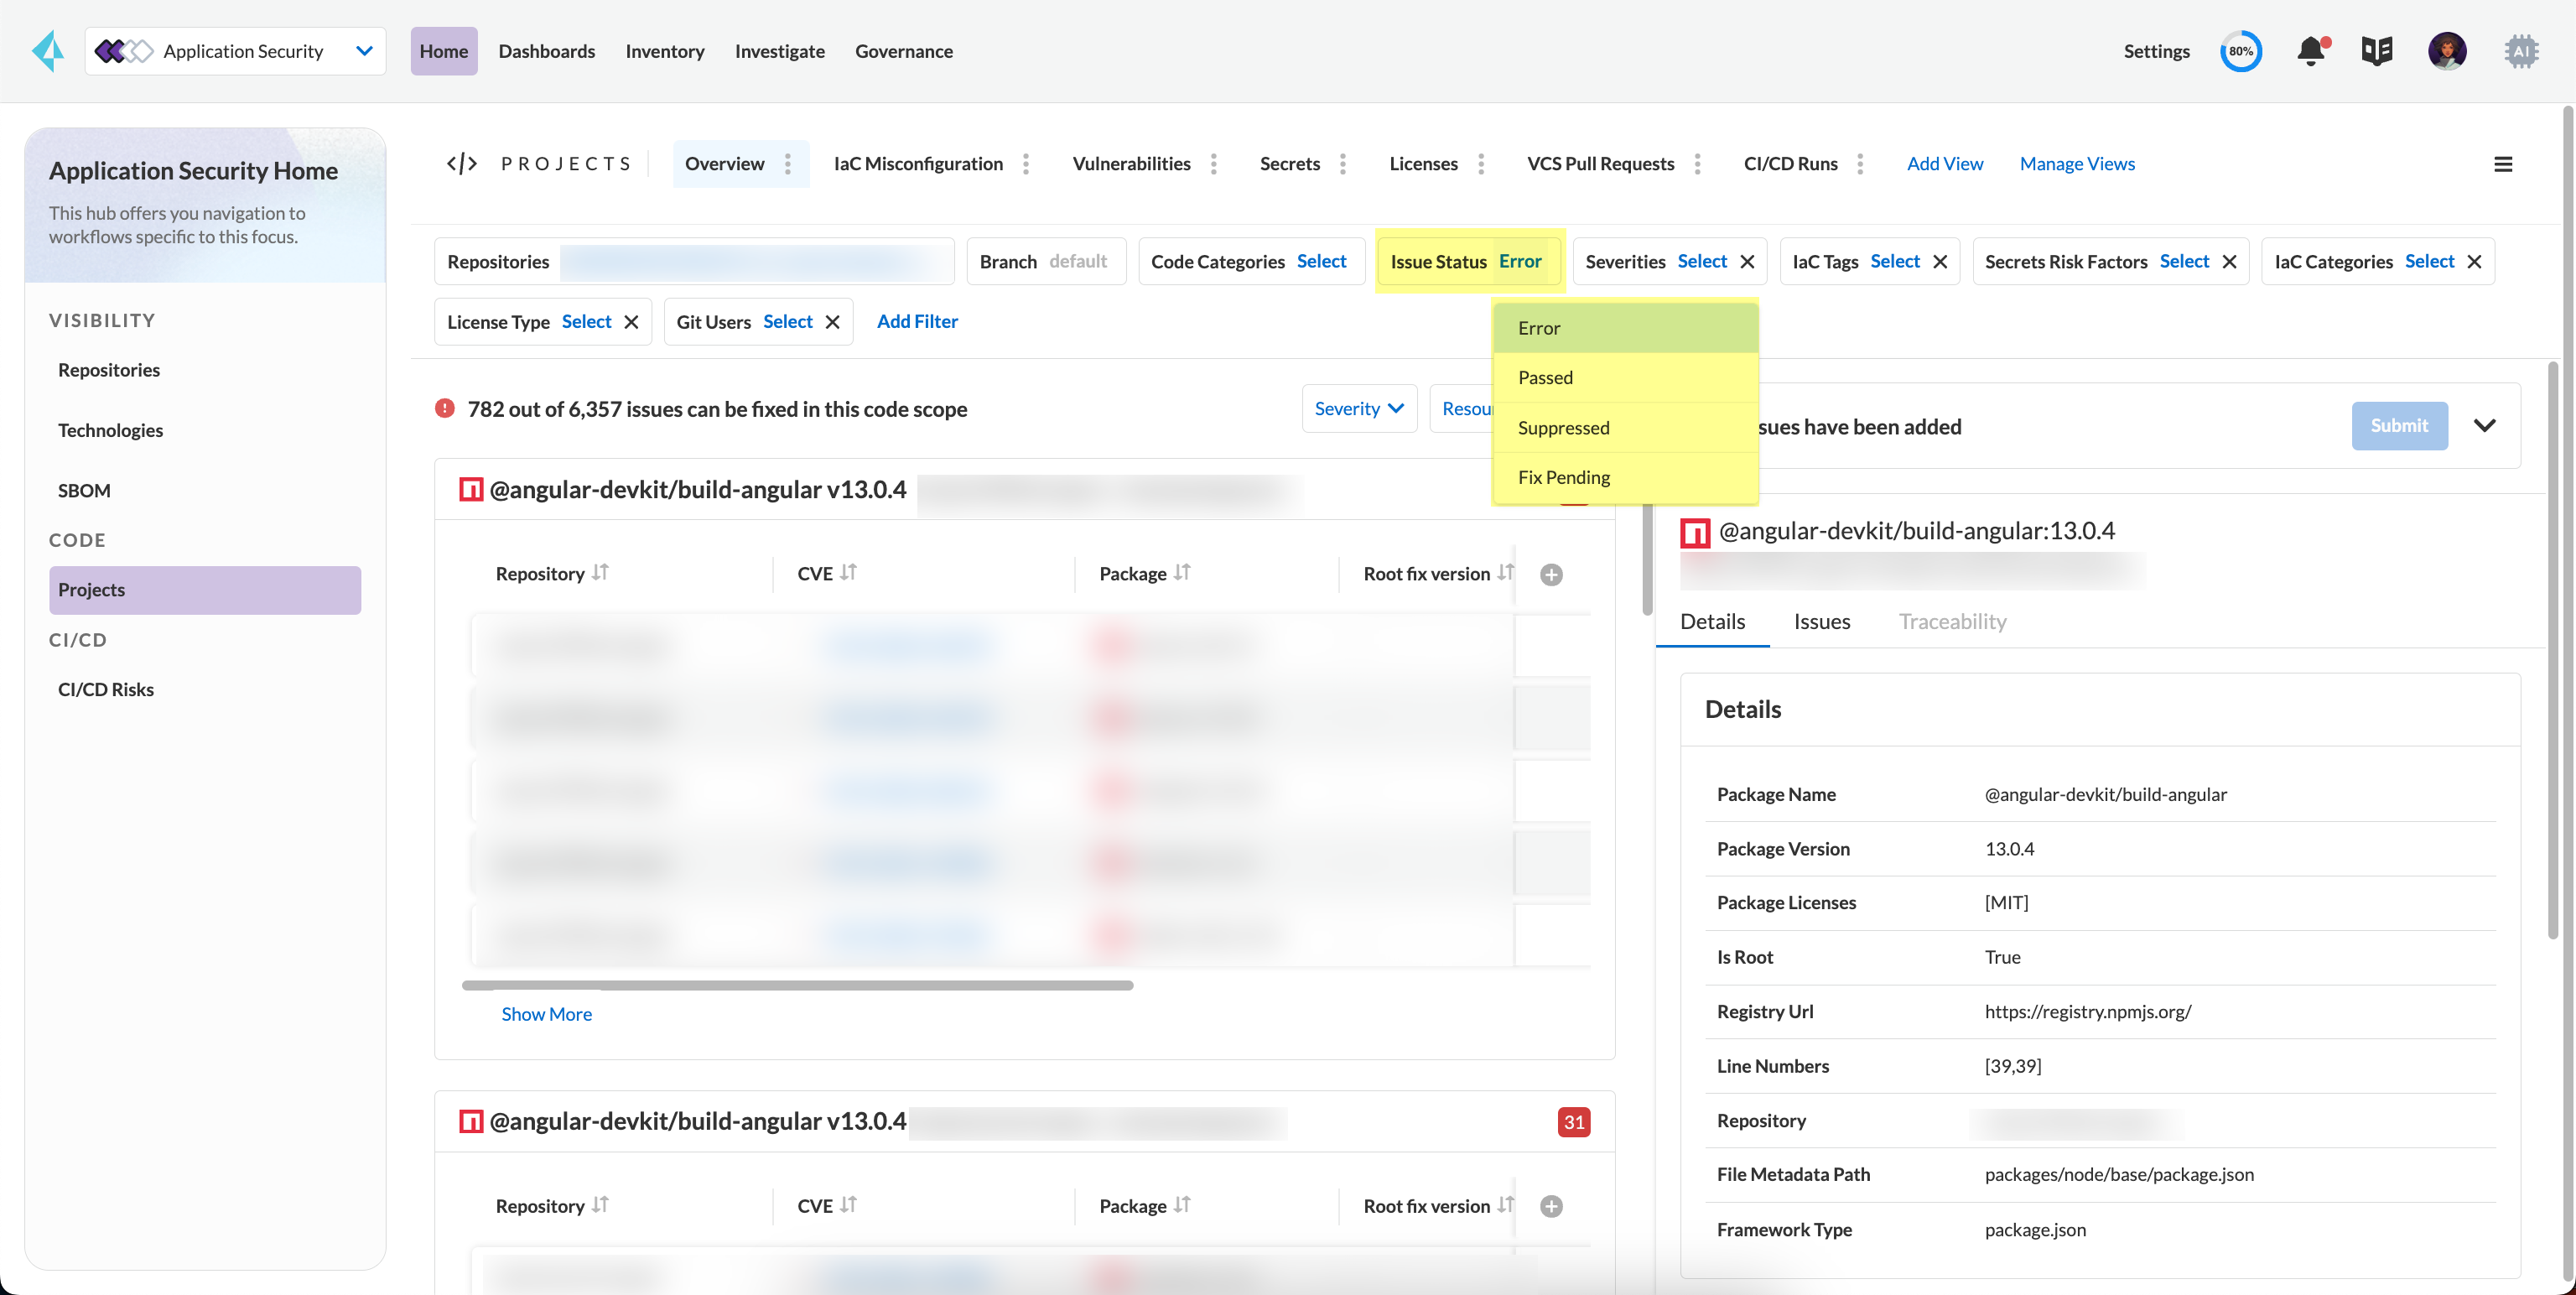 Application Security
Home
Dashboards
Inventory
Investigate
Governance
Settings
80%
AI
Application Security Home
This hub offers you navigation to
workflows specific to this focus.
VISIBILITY
Repositories
Technologies
SBOM
CODE
Projects
CI/CD
CI/CD Risks
PROJECTS
Overview
IaC Misconfiguration
Vulnerabilities
Secrets
Licenses
VCS Pull Requests
CI/CD Runs
Add View
Manage Views
Repositories
Branch default
Code Categories Select
Issue Status Error
Severities Select
IaC Tags Select
Secrets Risk Factors Select
IaC Categories Select
License Type Select
Git Users Select
Add Filter
Error
Passed
Suppressed
Fix Pending
782 out of 6,357 issues can be fixed in this code scope
Severity
Resou
@angular-devkit/build-angular v13.0.4
Repository
CVE
Package
Root fix version
Show More
@angular-devkit/build-angular v13.0.4
31
Repository
CVE
Package
Root fix version
sues have been added
Submit
@angular-devkit/build-angular:13.0.4
Details
Issues
Traceability
Details
Package Name @angular-devkit/build-angular
Package Version 13.0.4
Package Licenses [MIT]
Is Root True
Registry Url https://registry.npmjs.org/
Line Numbers [39,39]
Repository
File Metadata Path packages/node/base/package.json
Framework Type package.json